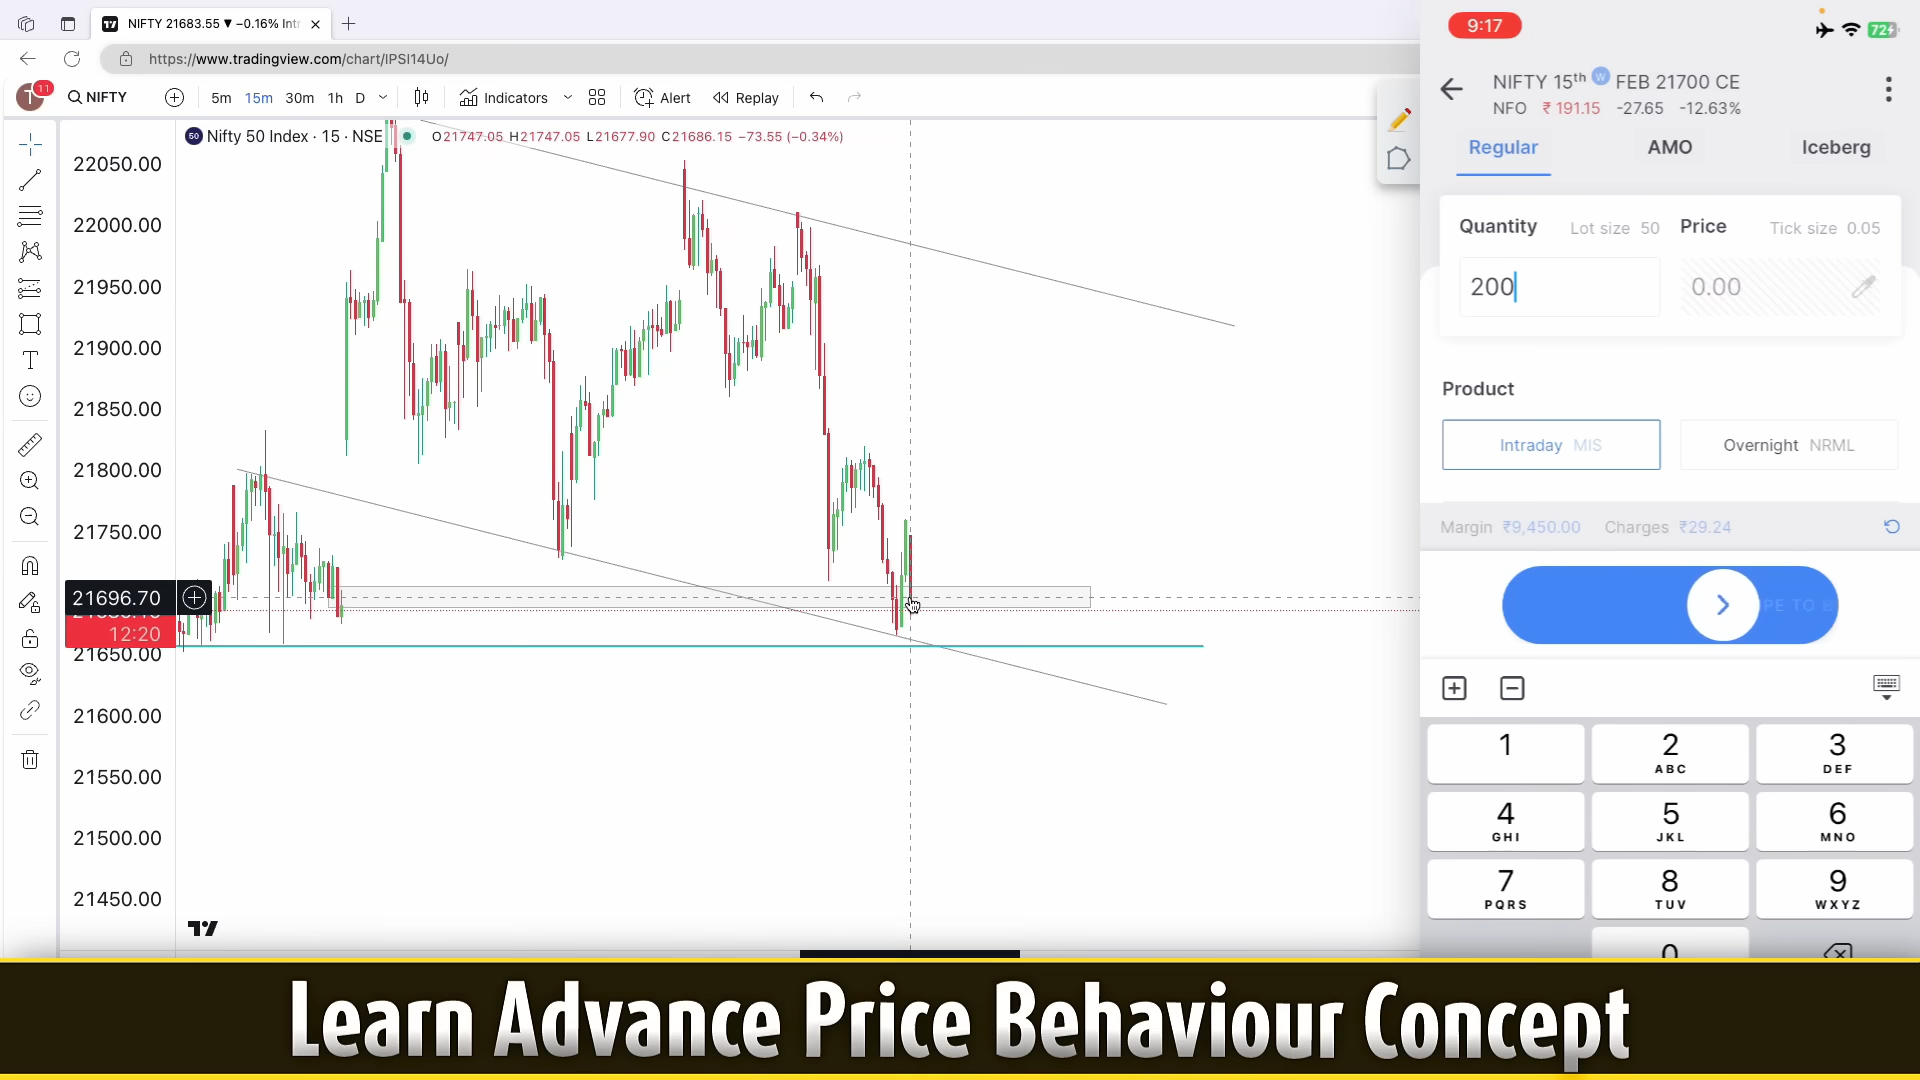 NIFTY 21683.55 ▼ −0.16% Intr
https://www.tradingview.com/chart/IPSI14Uo/
T
11
NIFTY
5m
15m
30m
1h
D
Indicators
Alert
Replay
50
Nifty 50 Index · 15 · NSE
O21747.05 H21747.05 L21677.90 C21686.15 −73.55 (−0.34%)
22050.00
22000.00
21950.00
21900.00
21850.00
21800.00
21750.00
21696.70
12:20
21650.00
21600.00
21550.00
21500.00
21450.00
9:17
72
NIFTY 15th W FEB 21700 CE
NFO ₹ 191.15 -27.65 -12.63%
Regular
AMO
Iceberg
Quantity
Lot size 50
Price
Tick size 0.05
200
0.00
Product
Intraday MIS
Overnight NRML
Margin ₹9,450.00
Charges ₹29.24
1
2
ABC
3
DEF
4
GHI
5
JKL
6
MNO
7
PQRS
8
TUV
9
WXYZ
0
Learn Advance Price Behaviour Concept